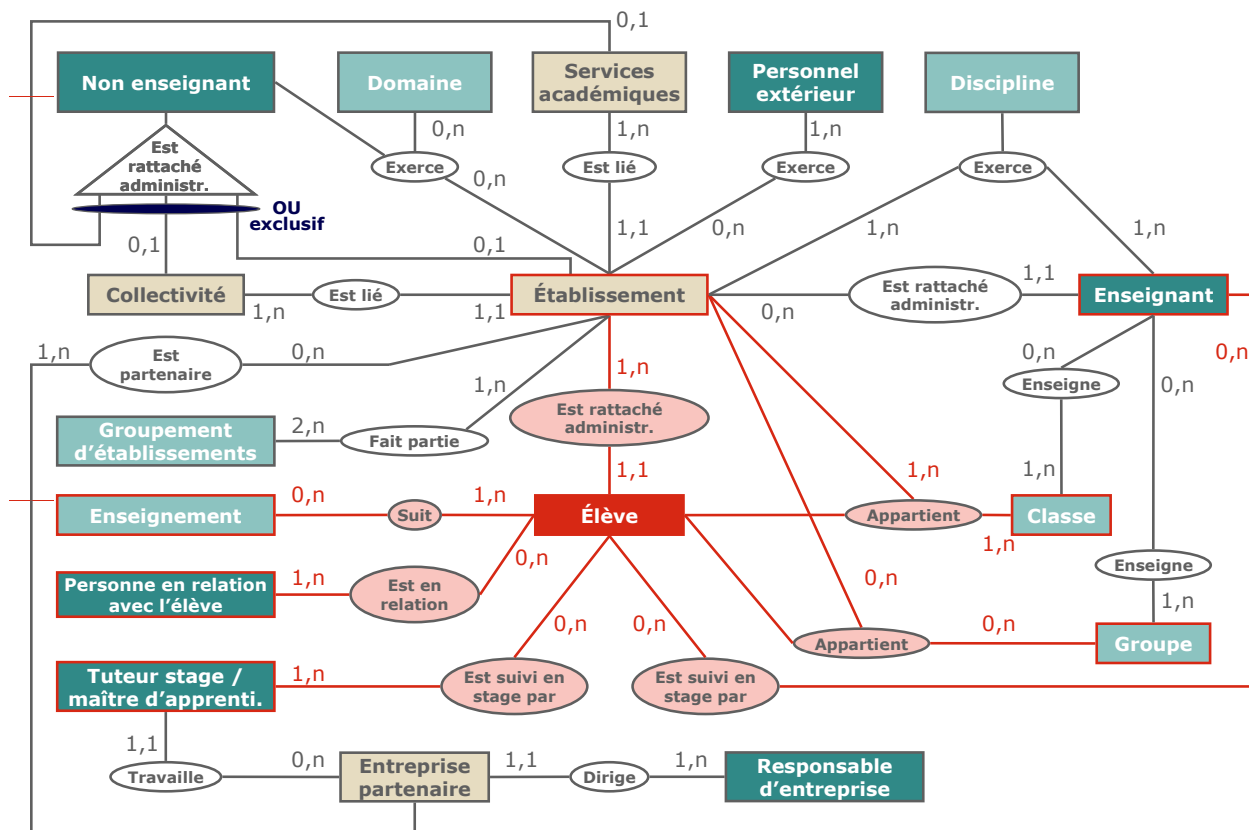 0,1
Non enseignant
Domaine
Services
académiques
Personnel
extérieur
Discipline
0,n
1,n
1,n
Est
rattaché
administr.
Exerce
Est lié
Exerce
Exerce
0,n
OU
exclusif
0,1
0,1
1,1
0,n
1,n
1,n
Collectivité
Est lié
Établissement
Est rattaché
administr.
1,1
Enseignant
1,n
1,1
0,n
1,n
Est
partenaire
0,n
1,n
0,n
0,n
0,n
1,n
Enseigne
Est rattaché
administr.
Groupement
d’établissements
2,n
Fait partie
1,1
1,n
1,n
Enseignement
0,n
Suit
1,n
Élève
Appartient
Classe
1,n
0,n
Personne en relation
avec l’élève
1,n
Est en
relation
0,n
Enseigne
1,n
0,n
0,n
0,n
Appartient
Groupe
Tuteur stage /
maître d’apprenti.
1,n
Est suivi en
stage par
Est suivi en
stage par
1,1
0,n
1,1
1,n
Travaille
Entreprise
partenaire
Dirige
Responsable
d’entreprise